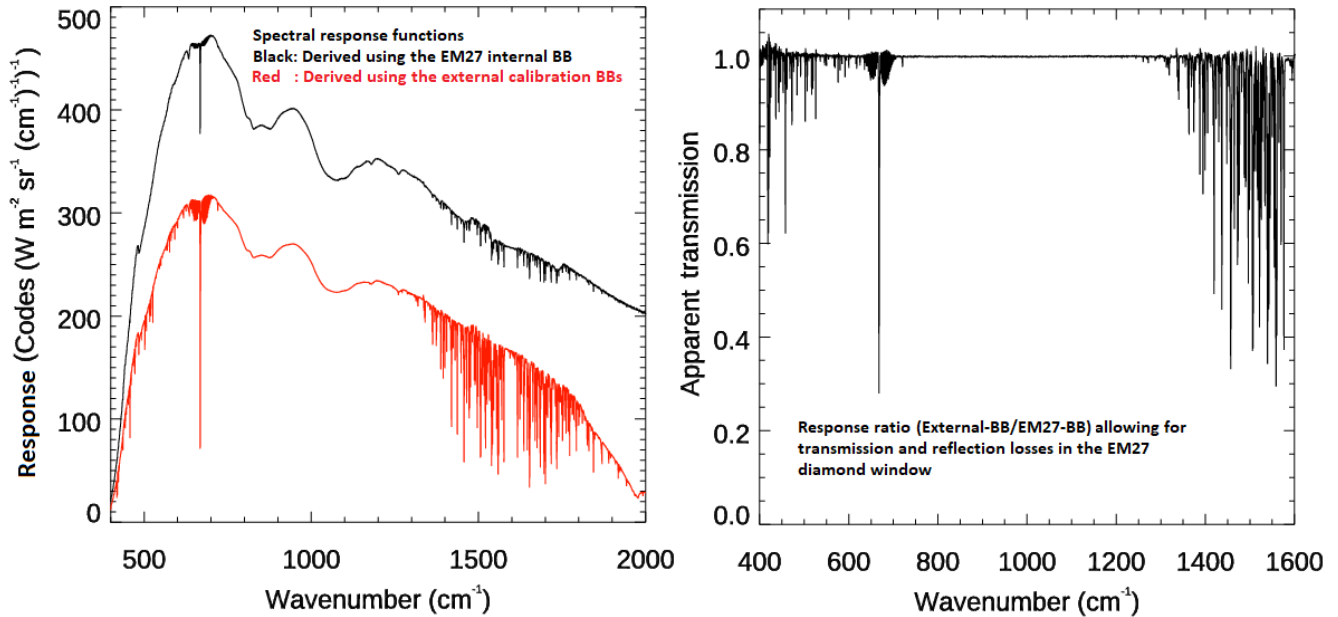 Spectral response functions
Black: Derived using the EM27 internal BB
Red : Derived using the external calibration BBs
Response (Codes (W m⁻² sr⁻¹ (cm⁻¹)⁻¹)⁻¹)
500
400
300
200
100
0
500
1000
1500
2000
Wavenumber (cm⁻¹)
Apparent transmission
1.0
0.8
0.6
0.4
0.2
0.0
Response ratio (External-BB/EM27-BB) allowing for
transmission and reflection losses in the EM27
diamond window
400
600
800
1000
1200
1400
1600
Wavenumber (cm⁻¹)